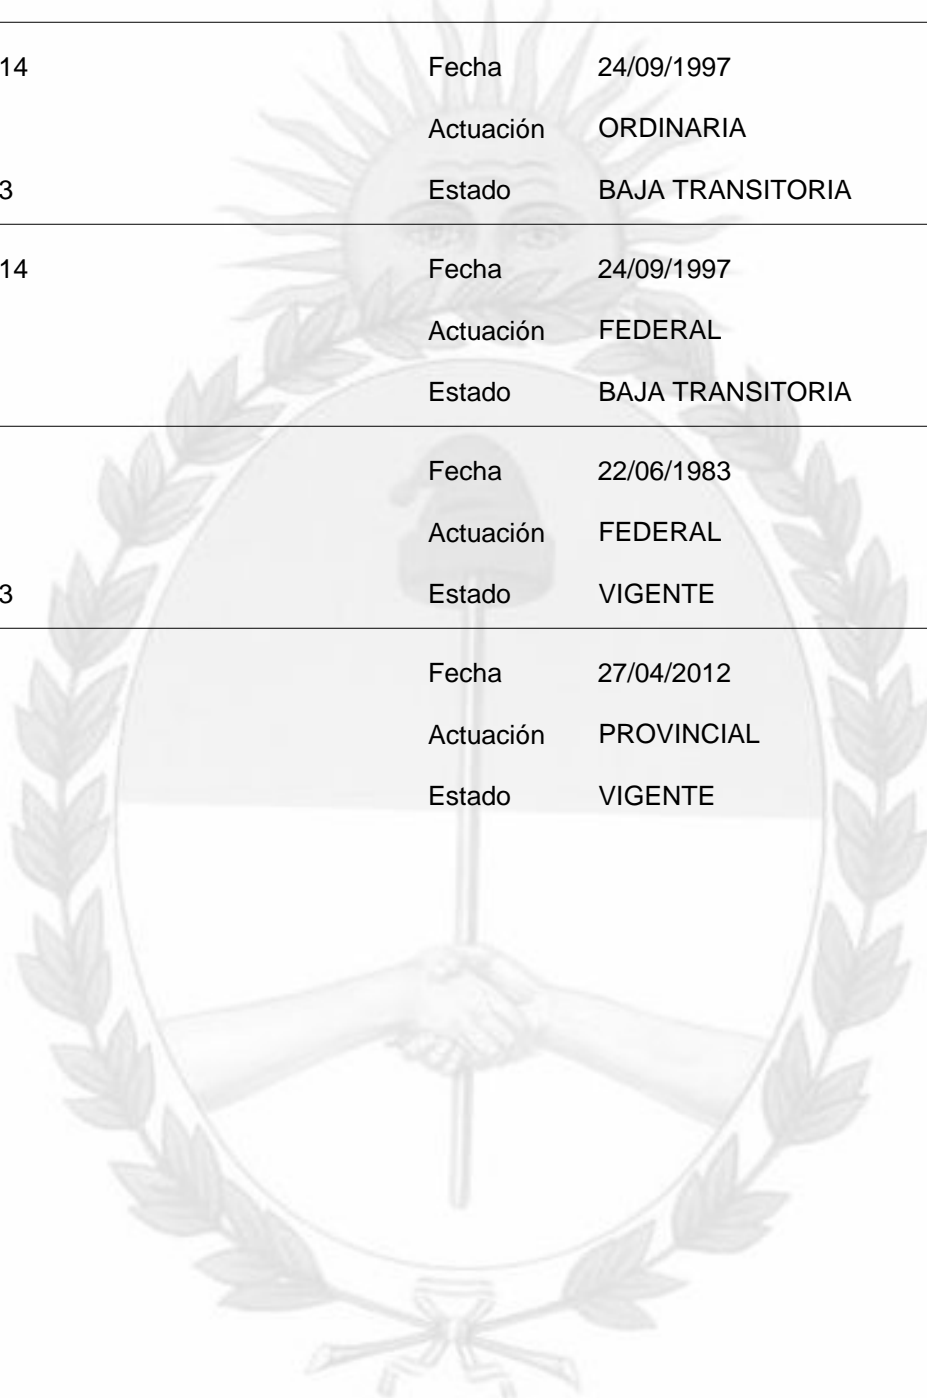 14 Fecha 24/09/1997
Actuación ORDINARIA
3 Estado BAJA TRANSITORIA
14 Fecha 24/09/1997
Actuación FEDERAL
Estado BAJA TRANSITORIA
Fecha 22/06/1983
Actuación FEDERAL
3 Estado VIGENTE
Fecha 27/04/2012
Actuación PROVINCIAL
Estado VIGENTE